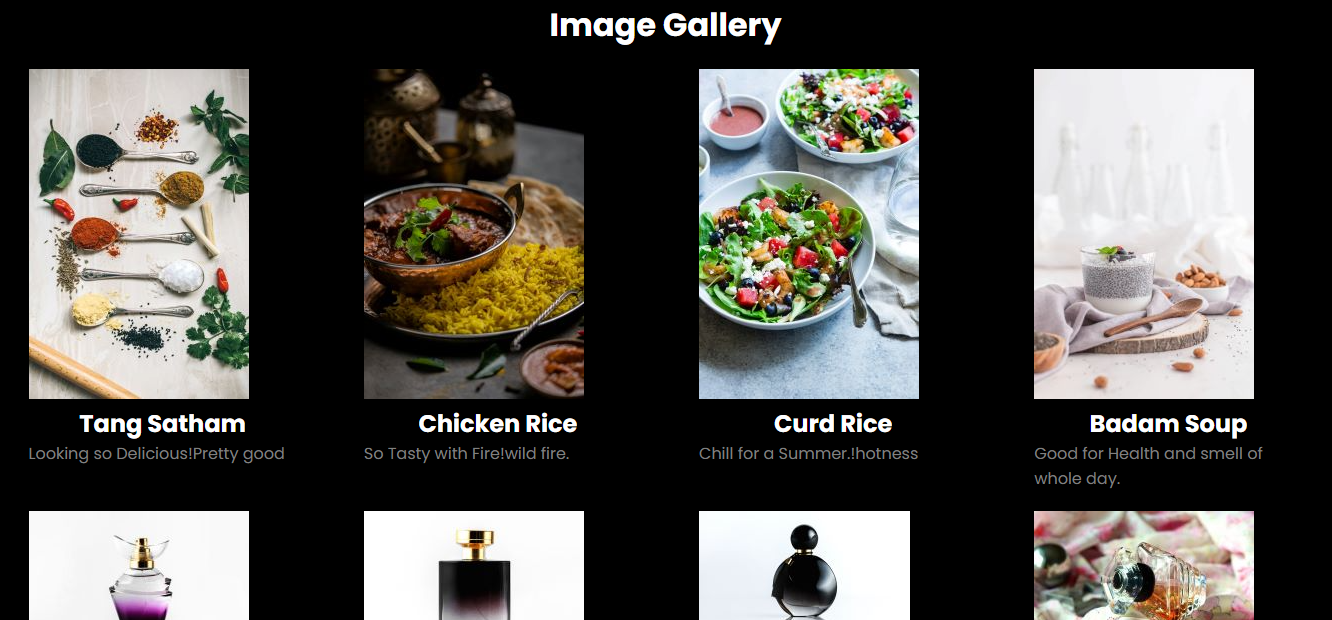 Image Gallery
Tang Satham
Chicken Rice
Curd Rice
Badam Soup
Looking so Delicious!Pretty good
So Tasty with Fire!wild fire.
Chill for a Summer.!hotness
Good for Health and smell of
whole day.